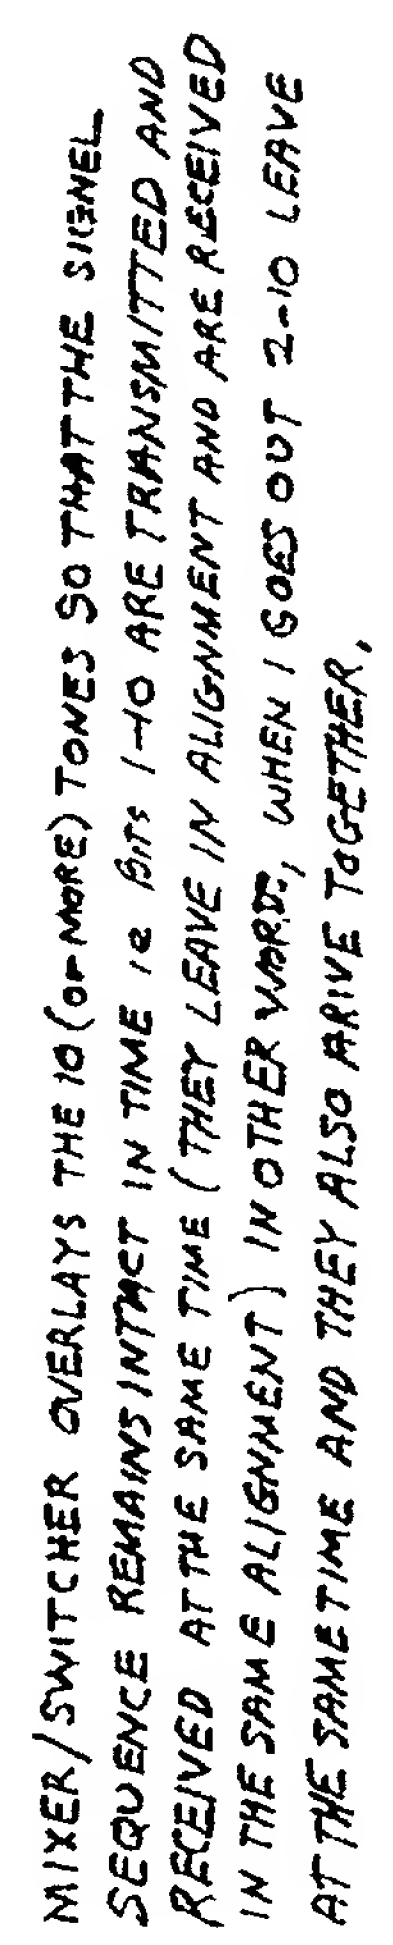 MIXER/SWITCHER OVERLAYS THE 10 (OF MORE) TONES SO THAT THE SIGNEL
SEQUENCE REMAINS INTACT IN TIME ie BITS 1-10 ARE TRANSMITTED AND
RECEIVED AT THE SAME TIME (THEY LEAVE IN ALIGNMENT AND ARE RECEIVED
IN THE SAME ALIGNMENT) IN OTHER WORDS, WHEN 1 GOES OUT 2-10 LEAVE
AT THE SAME TIME AND THEY ALSO ARIVE TOGETHER,